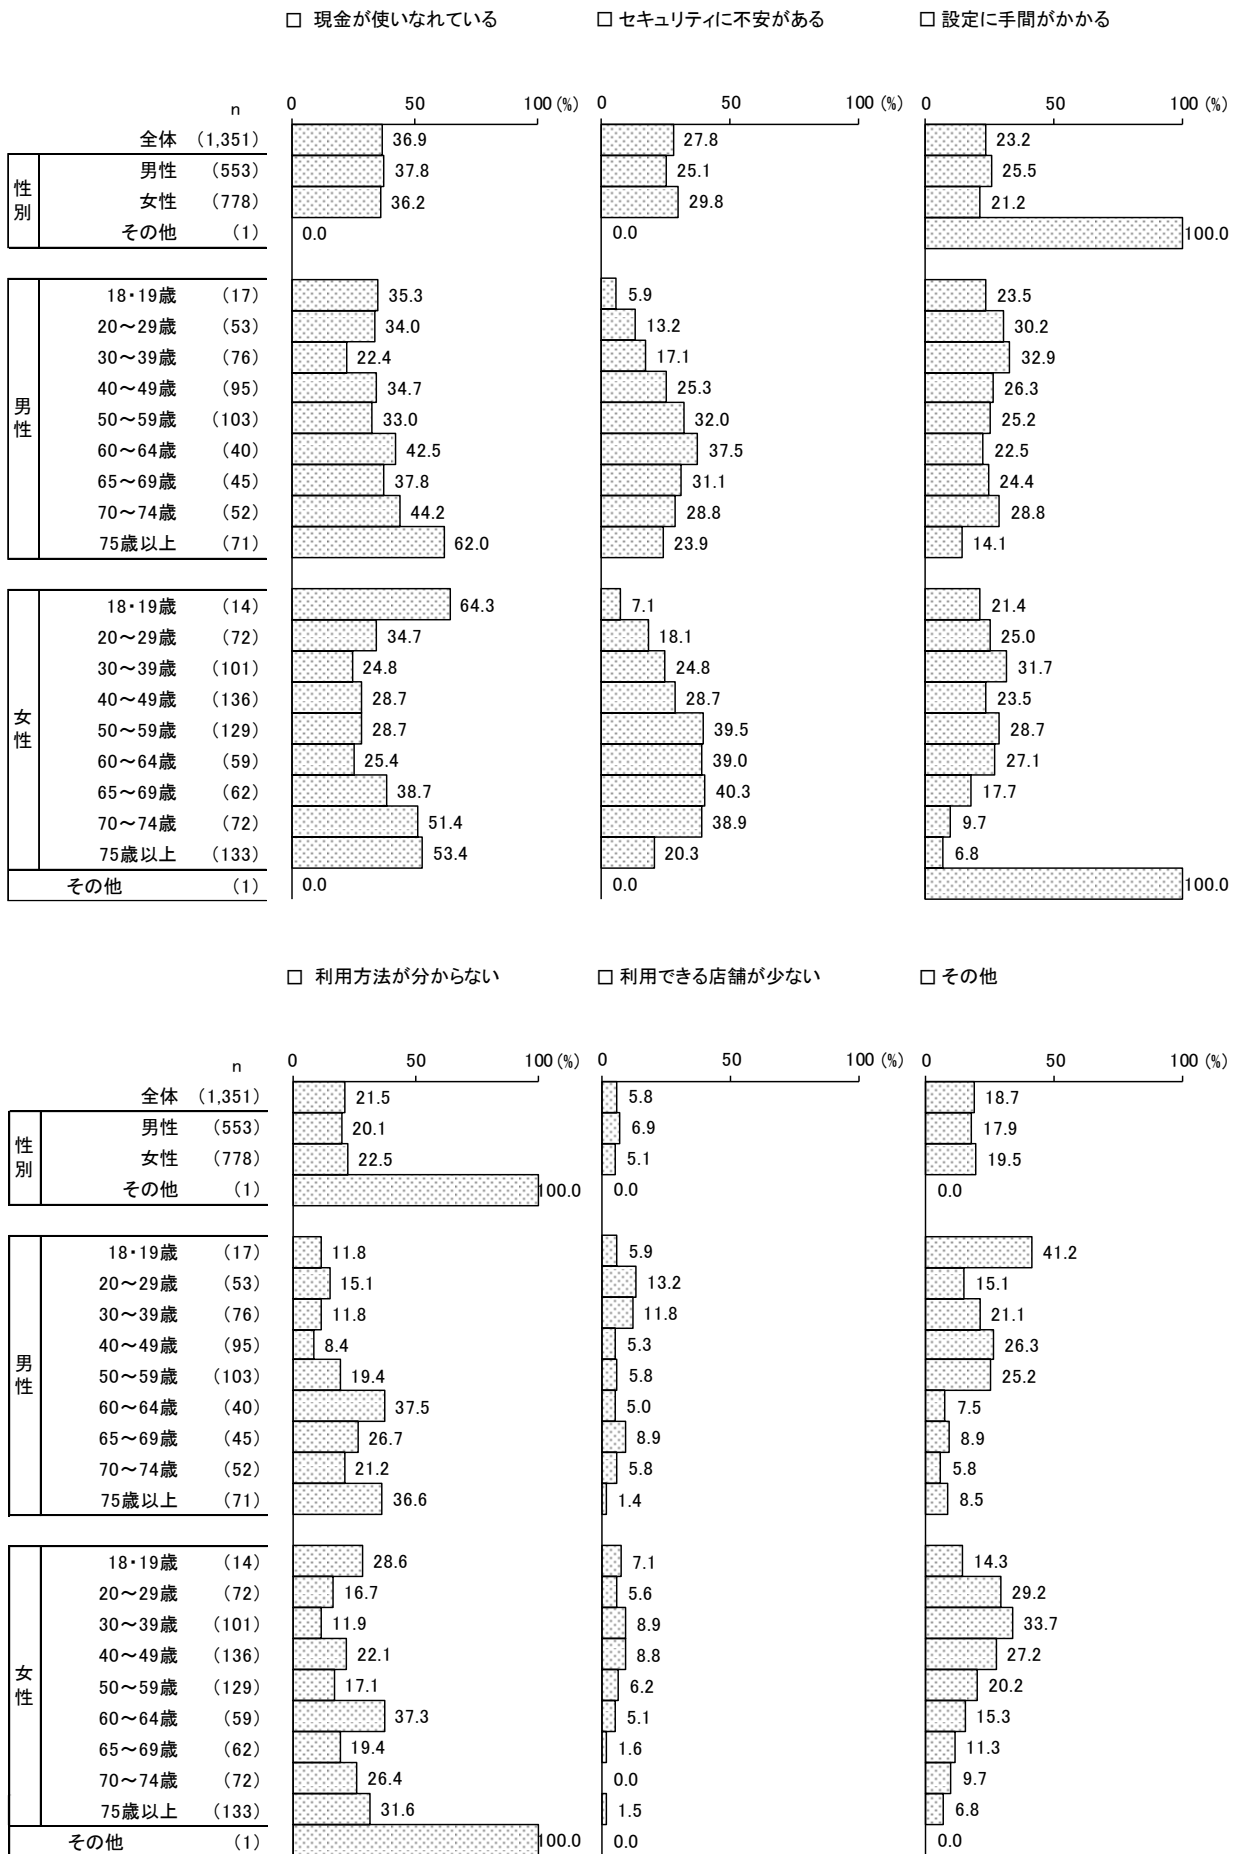 □ 現金が使いなれている □ セキュリティに不安がある □ 設定に手間がかかる
n 0 50 100 (%) 0 50 100 (%) 0 50 100 (%)
全体 (1,351) 36.9 27.8 23.2
性別
男性 (553) 37.8 25.1 25.5
女性 (778) 36.2 29.8 21.2
その他 (1) 0.0 0.0 100.0
男性
18・19歳 (17) 35.3 5.9 23.5
20～29歳 (53) 34.0 13.2 30.2
30～39歳 (76) 22.4 17.1 32.9
40～49歳 (95) 34.7 25.3 26.3
50～59歳 (103) 33.0 32.0 25.2
60～64歳 (40) 42.5 37.5 22.5
65～69歳 (45) 37.8 31.1 24.4
70～74歳 (52) 44.2 28.8 28.8
75歳以上 (71) 62.0 23.9 14.1
女性
18・19歳 (14) 64.3 7.1 21.4
20～29歳 (72) 34.7 18.1 25.0
30～39歳 (101) 24.8 24.8 31.7
40～49歳 (136) 28.7 28.7 23.5
50～59歳 (129) 28.7 39.5 28.7
60～64歳 (59) 25.4 39.0 27.1
65～69歳 (62) 38.7 40.3 17.7
70～74歳 (72) 51.4 38.9 9.7
75歳以上 (133) 53.4 20.3 6.8
その他 (1) 0.0 0.0 100.0
□ 利用方法が分からない □ 利用できる店舗が少ない □ その他
n 0 50 100 (%) 0 50 100 (%) 0 50 100 (%)
全体 (1,351) 21.5 5.8 18.7
性別
男性 (553) 20.1 6.9 17.9
女性 (778) 22.5 5.1 19.5
その他 (1) 100.0 0.0 0.0
男性
18・19歳 (17) 11.8 5.9 41.2
20～29歳 (53) 15.1 13.2 15.1
30～39歳 (76) 11.8 11.8 21.1
40～49歳 (95) 8.4 5.3 26.3
50～59歳 (103) 19.4 5.8 25.2
60～64歳 (40) 37.5 5.0 7.5
65～69歳 (45) 26.7 8.9 8.9
70～74歳 (52) 21.2 5.8 5.8
75歳以上 (71) 36.6 1.4 8.5
女性
18・19歳 (14) 28.6 7.1 14.3
20～29歳 (72) 16.7 5.6 29.2
30～39歳 (101) 11.9 8.9 33.7
40～49歳 (136) 22.1 8.8 27.2
50～59歳 (129) 17.1 6.2 20.2
60～64歳 (59) 37.3 5.1 15.3
65～69歳 (62) 19.4 1.6 11.3
70～74歳 (72) 26.4 0.0 9.7
75歳以上 (133) 31.6 1.5 6.8
その他 (1) 100.0 0.0 0.0